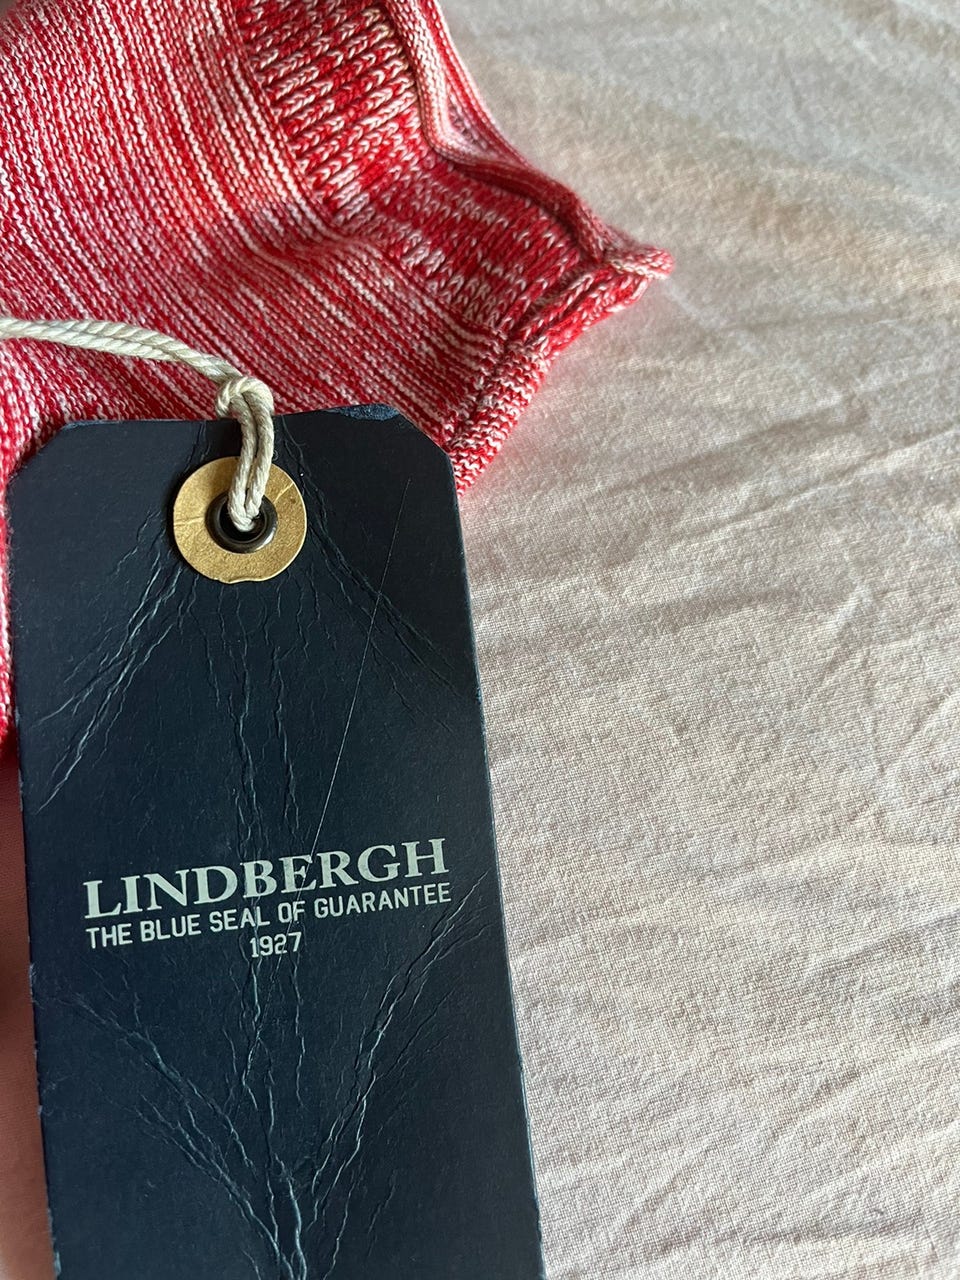 LINDBERGH
THE BLUE SEAL OF GUARANTEE
1927